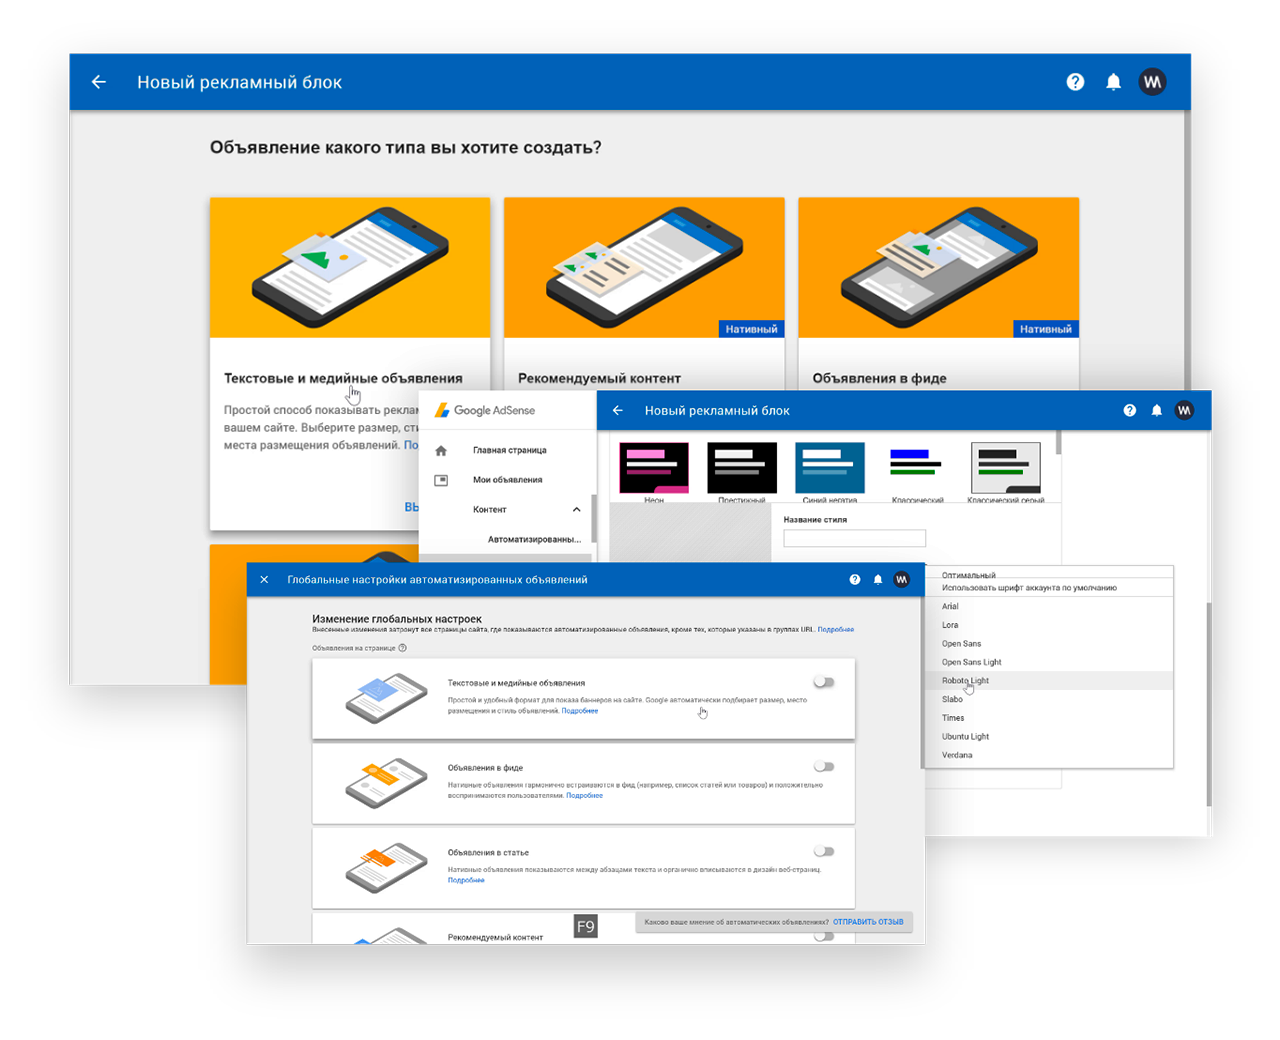 Новый рекламный блок
Объявление какого типа вы хотите создать?
Нативный
Нативный
Текстовые и медийные объявления
Простой способ показывать реклам
вашем сайте. Выберите размер, сти
места размещения объявлений. По
Рекомендуемый контент
Объявления в фиде
Google AdSense
Главная страница
Мои объявления
Контент
Автоматизированны...
Новый рекламный блок
Неон
Престижный
Синий негатив
Классический
Классический серый
Название стиля
Оптимальный
Использовать шрифт аккаунта по умолчанию
Arial
Lora
Open Sans
Open Sans Light
Roboto Light
Slabo
Times
Ubuntu Light
Verdana
Глобальные настройки автоматизированных объявлений
Изменение глобальных настроек
Внесенные изменения затронут все страницы сайта, где показываются автоматизированные объявления, кроме тех, которые указаны в группах URL. Подробнее
Объявления на странице
Текстовые и медийные объявления
Простой и удобный формат для показа баннеров на сайте. Google автоматически подбирает размер, место
размещения и стиль объявлений. Подробнее
Объявления в фиде
Нативные объявления гармонично встраиваются в фид (например, список статей или товаров) и положительно
воспринимаются пользователями. Подробнее
Объявления в статье
Нативные объявления показываются между абзацами текста и органично вписываются в дизайн веб-страниц.
Подробнее
Рекомендуемый контент
F9
Каково ваше мнение об автоматических объявлениях? ОТПРАВИТЬ ОТЗЫВ